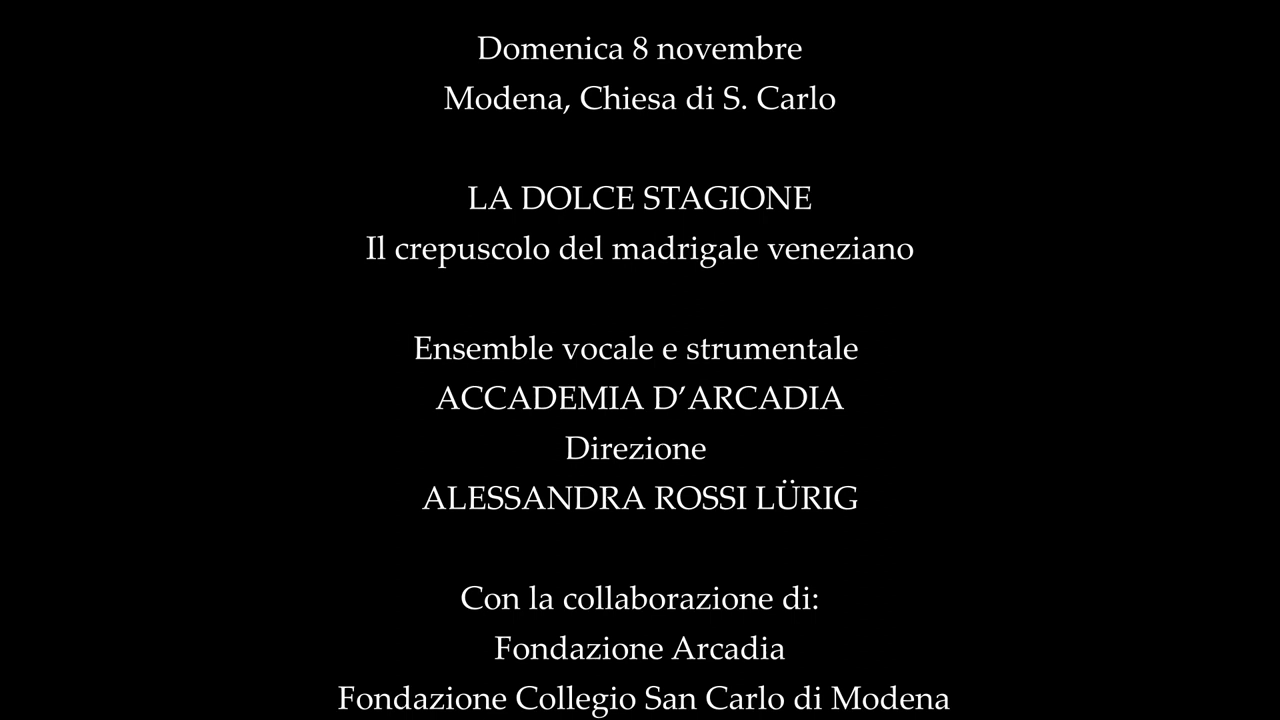 Domenica 8 novembre
Modena, Chiesa di S. Carlo
LA DOLCE STAGIONE
Il crepuscolo del madrigale veneziano
Ensemble vocale e strumentale
ACCADEMIA D’ARCADIA
Direzione
ALESSANDRA ROSSI LÜRIG
Con la collaborazione di:
Fondazione Arcadia
Fondazione Collegio San Carlo di Modena